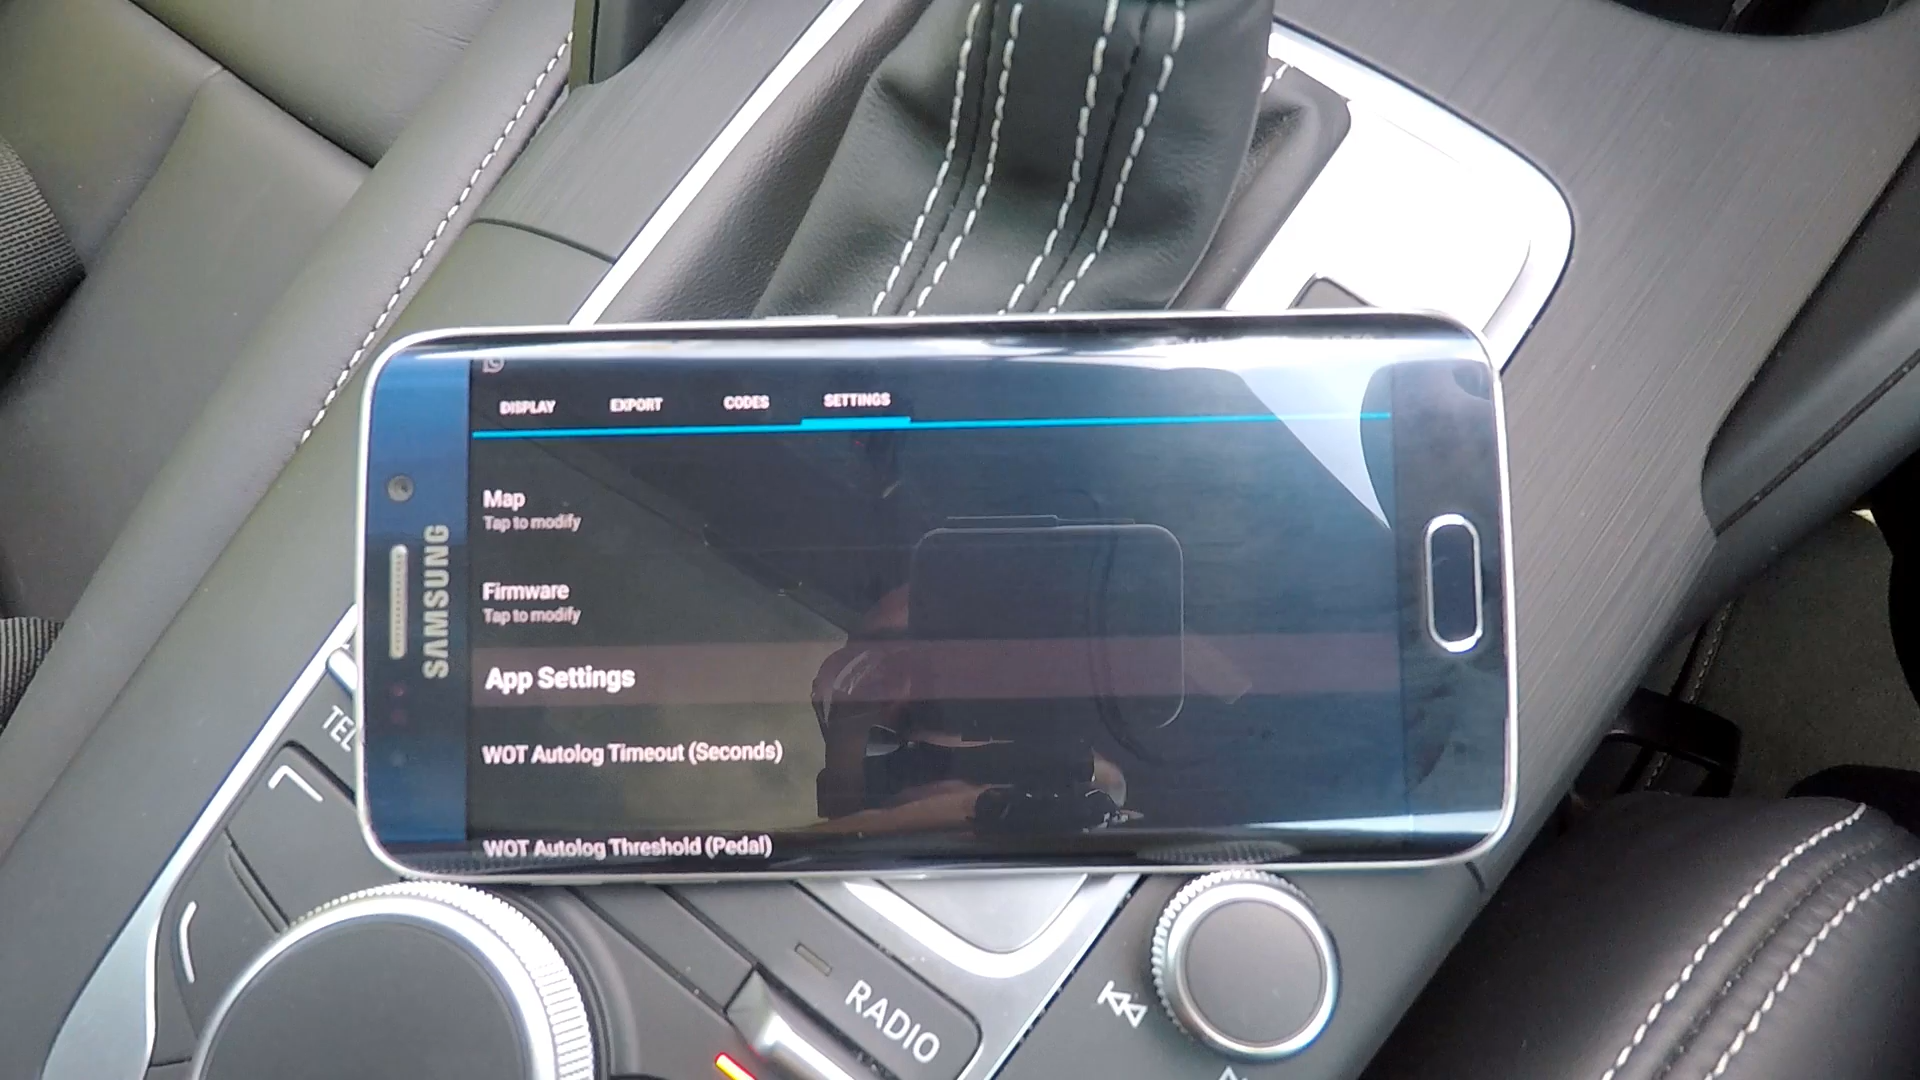 DISPLAY EXPORT CODES SETTINGS
Map
Tap to modify
Firmware
Tap to modify
App Settings
WOT Autolog Timeout (Seconds)
WOT Autolog Threshold (Pedal)
SAMSUNG
TEL
RADIO